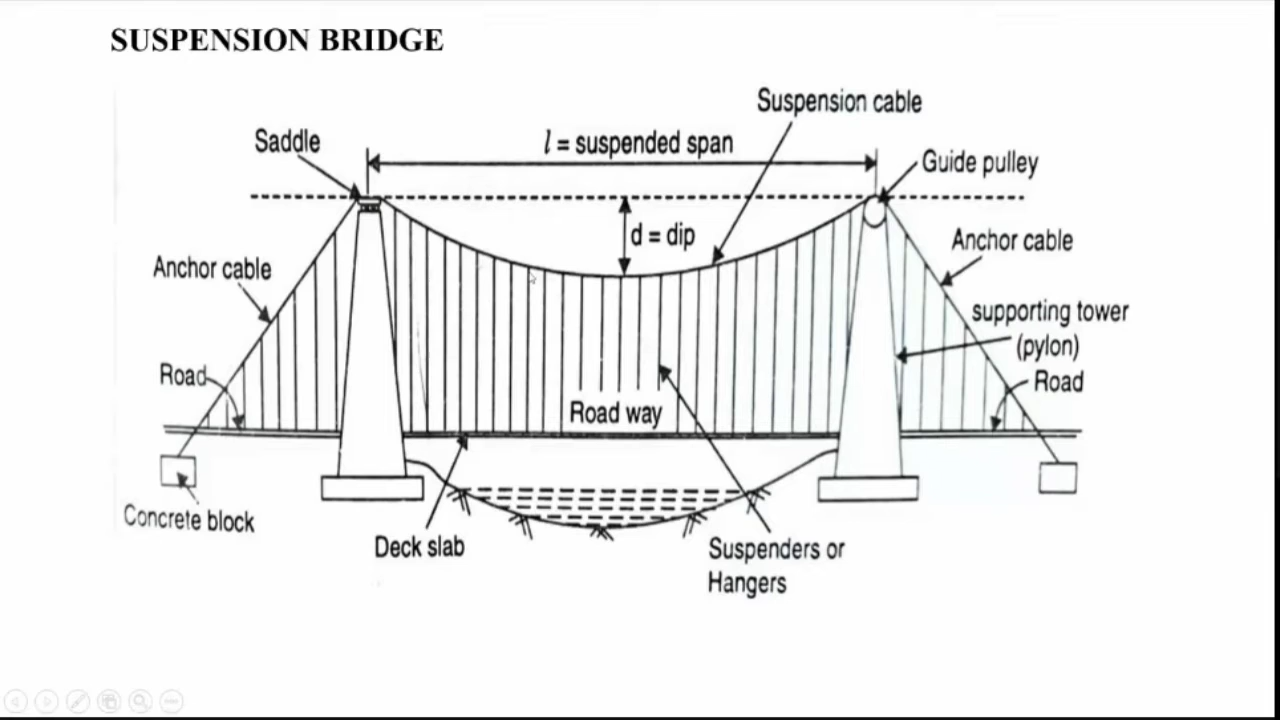 SUSPENSION BRIDGE
Suspension cable
Saddle
l = suspended span
Guide pulley
d = dip
Anchor cable
Anchor cable
supporting tower
(pylon)
Road
Road
Road way
Concrete block
Deck slab
Suspenders or
Hangers